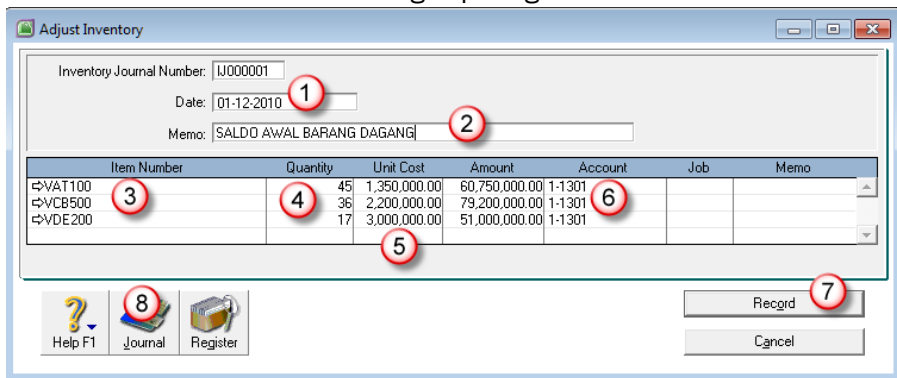 Adjust Inventory
Inventory Journal Number: IJ000001
1
Date: 01-12-2010
Memo: SALDO AWAL BARANG DAGANG
2
Item Number Quantity Unit Cost Amount Account Job Memo
VAT100 45 1,350,000.00 60,750,000.00 1-1301
VCB500 36 2,200,000.00 79,200,000.00 1-1301
VDE200 17 3,000,000.00 51,000,000.00 1-1301
3 4 6
5
8 Record 7
Help F1 Journal Register Cancel